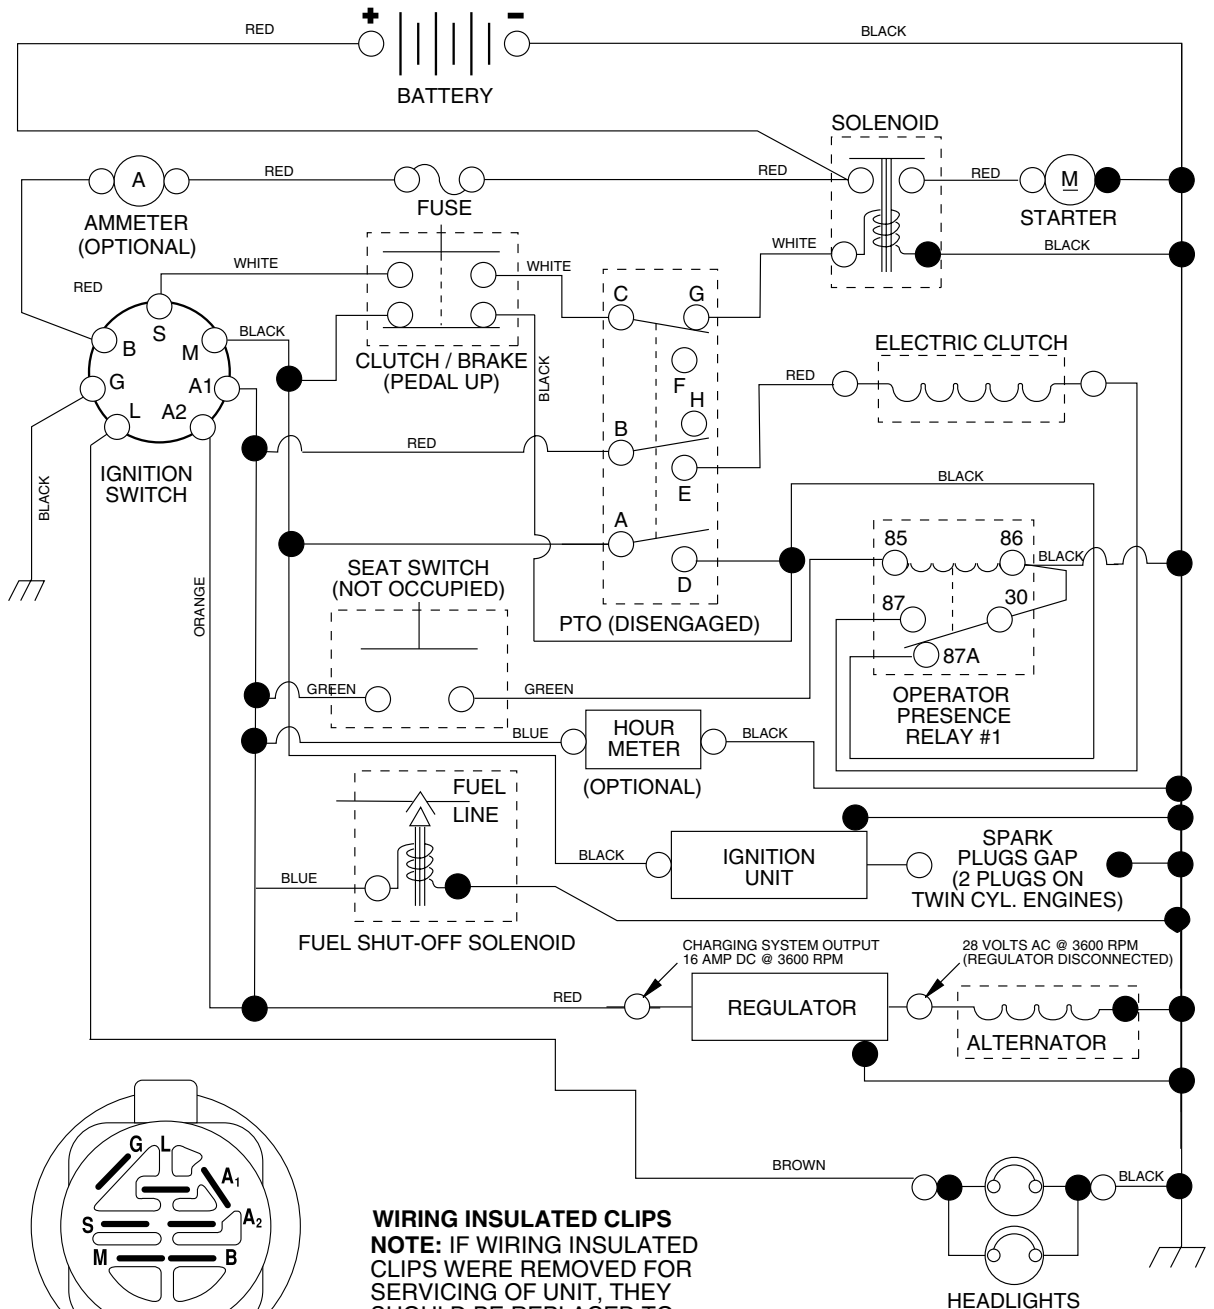 RED
+
-
BLACK
BATTERY
SOLENOID
A
RED
RED
RED
M
FUSE
AMMETER
(OPTIONAL)
STARTER
WHITE
WHITE
WHITE
BLACK
RED
C
G
S
B
M
BLACK
CLUTCH / BRAKE
(PEDAL UP)
BLACK
ELECTRIC CLUTCH
G
A1
F
RED
H
L
A2
B
RED
IGNITION
SWITCH
E
BLACK
BLACK
A
85
86
BLACK
SEAT SWITCH
(NOT OCCUPIED)
D
ORANGE
87
30
PTO (DISENGAGED)
87A
GREEN
GREEN
OPERATOR
PRESENCE
RELAY #1
BLUE
HOUR
METER
BLACK
(OPTIONAL)
FUEL
LINE
SPARK
PLUGS GAP
(2 PLUGS ON
TWIN CYL. ENGINES)
BLACK
IGNITION
UNIT
BLUE
FUEL SHUT-OFF SOLENOID
CHARGING SYSTEM OUTPUT
16 AMP DC @ 3600 RPM
28 VOLTS AC @ 3600 RPM
(REGULATOR DISCONNECTED)
RED
REGULATOR
ALTERNATOR
BROWN
BLACK
HEADLIGHTS
G
L
A1
S
A2
M
B
WIRING INSULATED CLIPS
NOTE: IF WIRING INSULATED
CLIPS WERE REMOVED FOR
SERVICING OF UNIT, THEY
SHOULD BE REPLACED TO